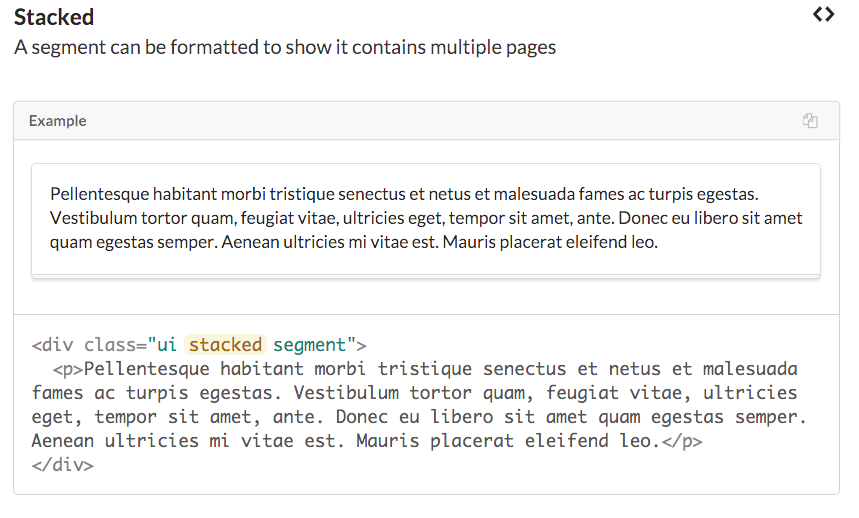 Stacked
A segment can be formatted to show it contains multiple pages
Example
Pellentesque habitant morbi tristique senectus et netus et malesuada fames ac turpis egestas.
Vestibulum tortor quam, feugiat vitae, ultricies eget, tempor sit amet, ante. Donec eu libero sit amet
quam egestas semper. Aenean ultricies mi vitae est. Mauris placerat eleifend leo.
<div class="ui stacked segment">
  <p>Pellentesque habitant morbi tristique senectus et netus et malesuada
fames ac turpis egestas. Vestibulum tortor quam, feugiat vitae, ultricies
eget, tempor sit amet, ante. Donec eu libero sit amet quam egestas semper.
Aenean ultricies mi vitae est. Mauris placerat eleifend leo.</p>
</div>